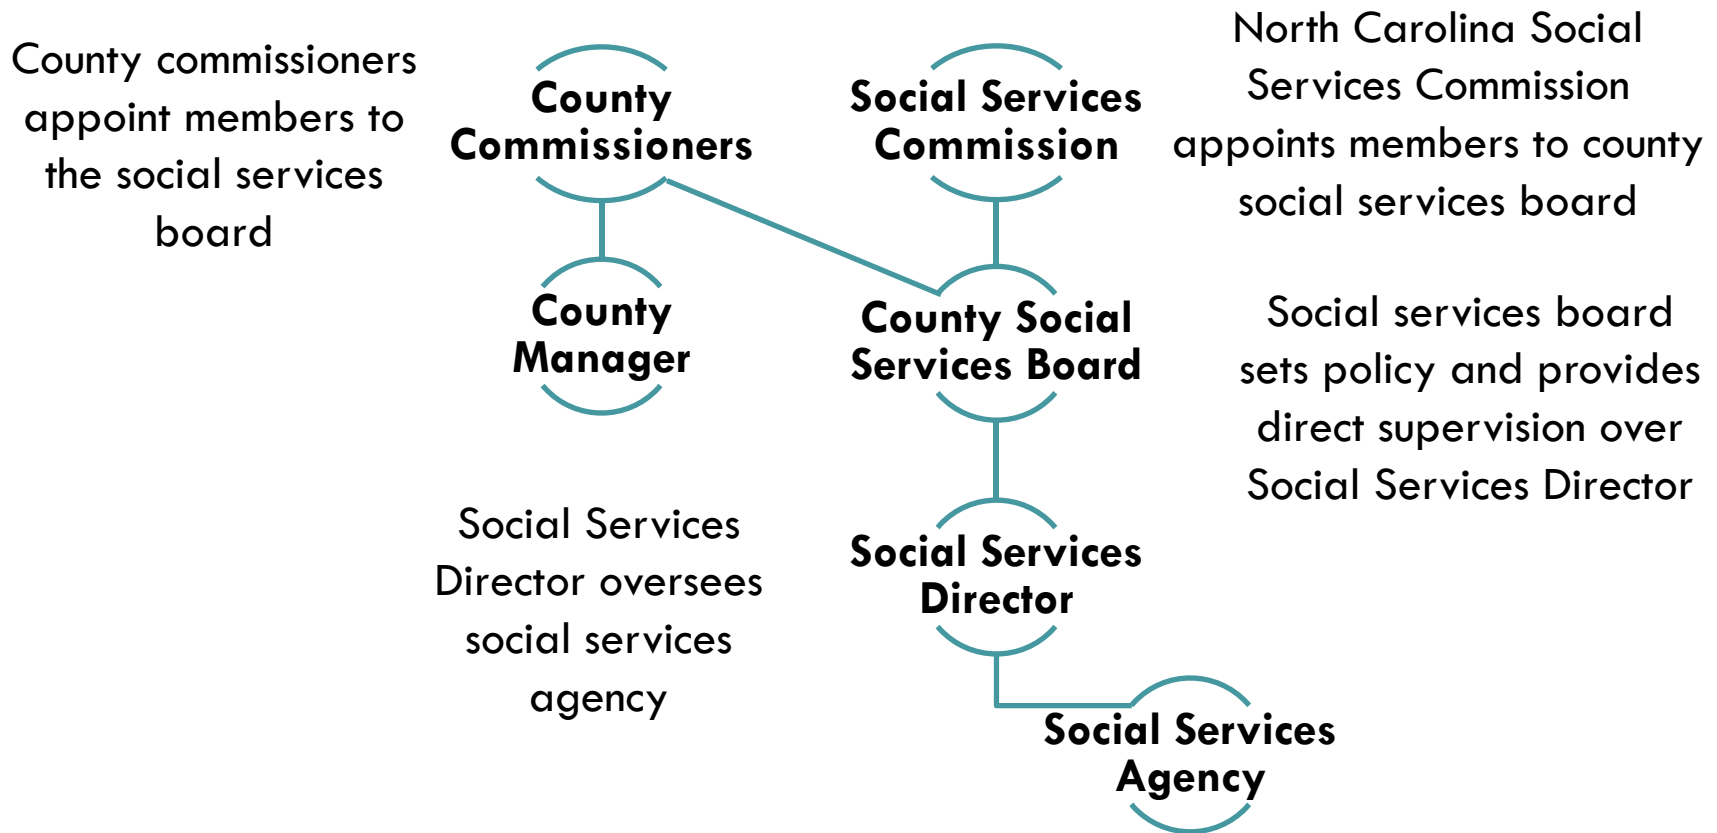 County commissioners
appoint members to
the social services
board
County
Commissioners
Social Services
Commission
North Carolina Social
Services Commission
appoints members to county
social services board
County
Manager
County Social
Services Board
Social services board
sets policy and provides
direct supervision over
Social Services Director
Social Services
Director oversees
social services
agency
Social Services
Director
Social Services
Agency